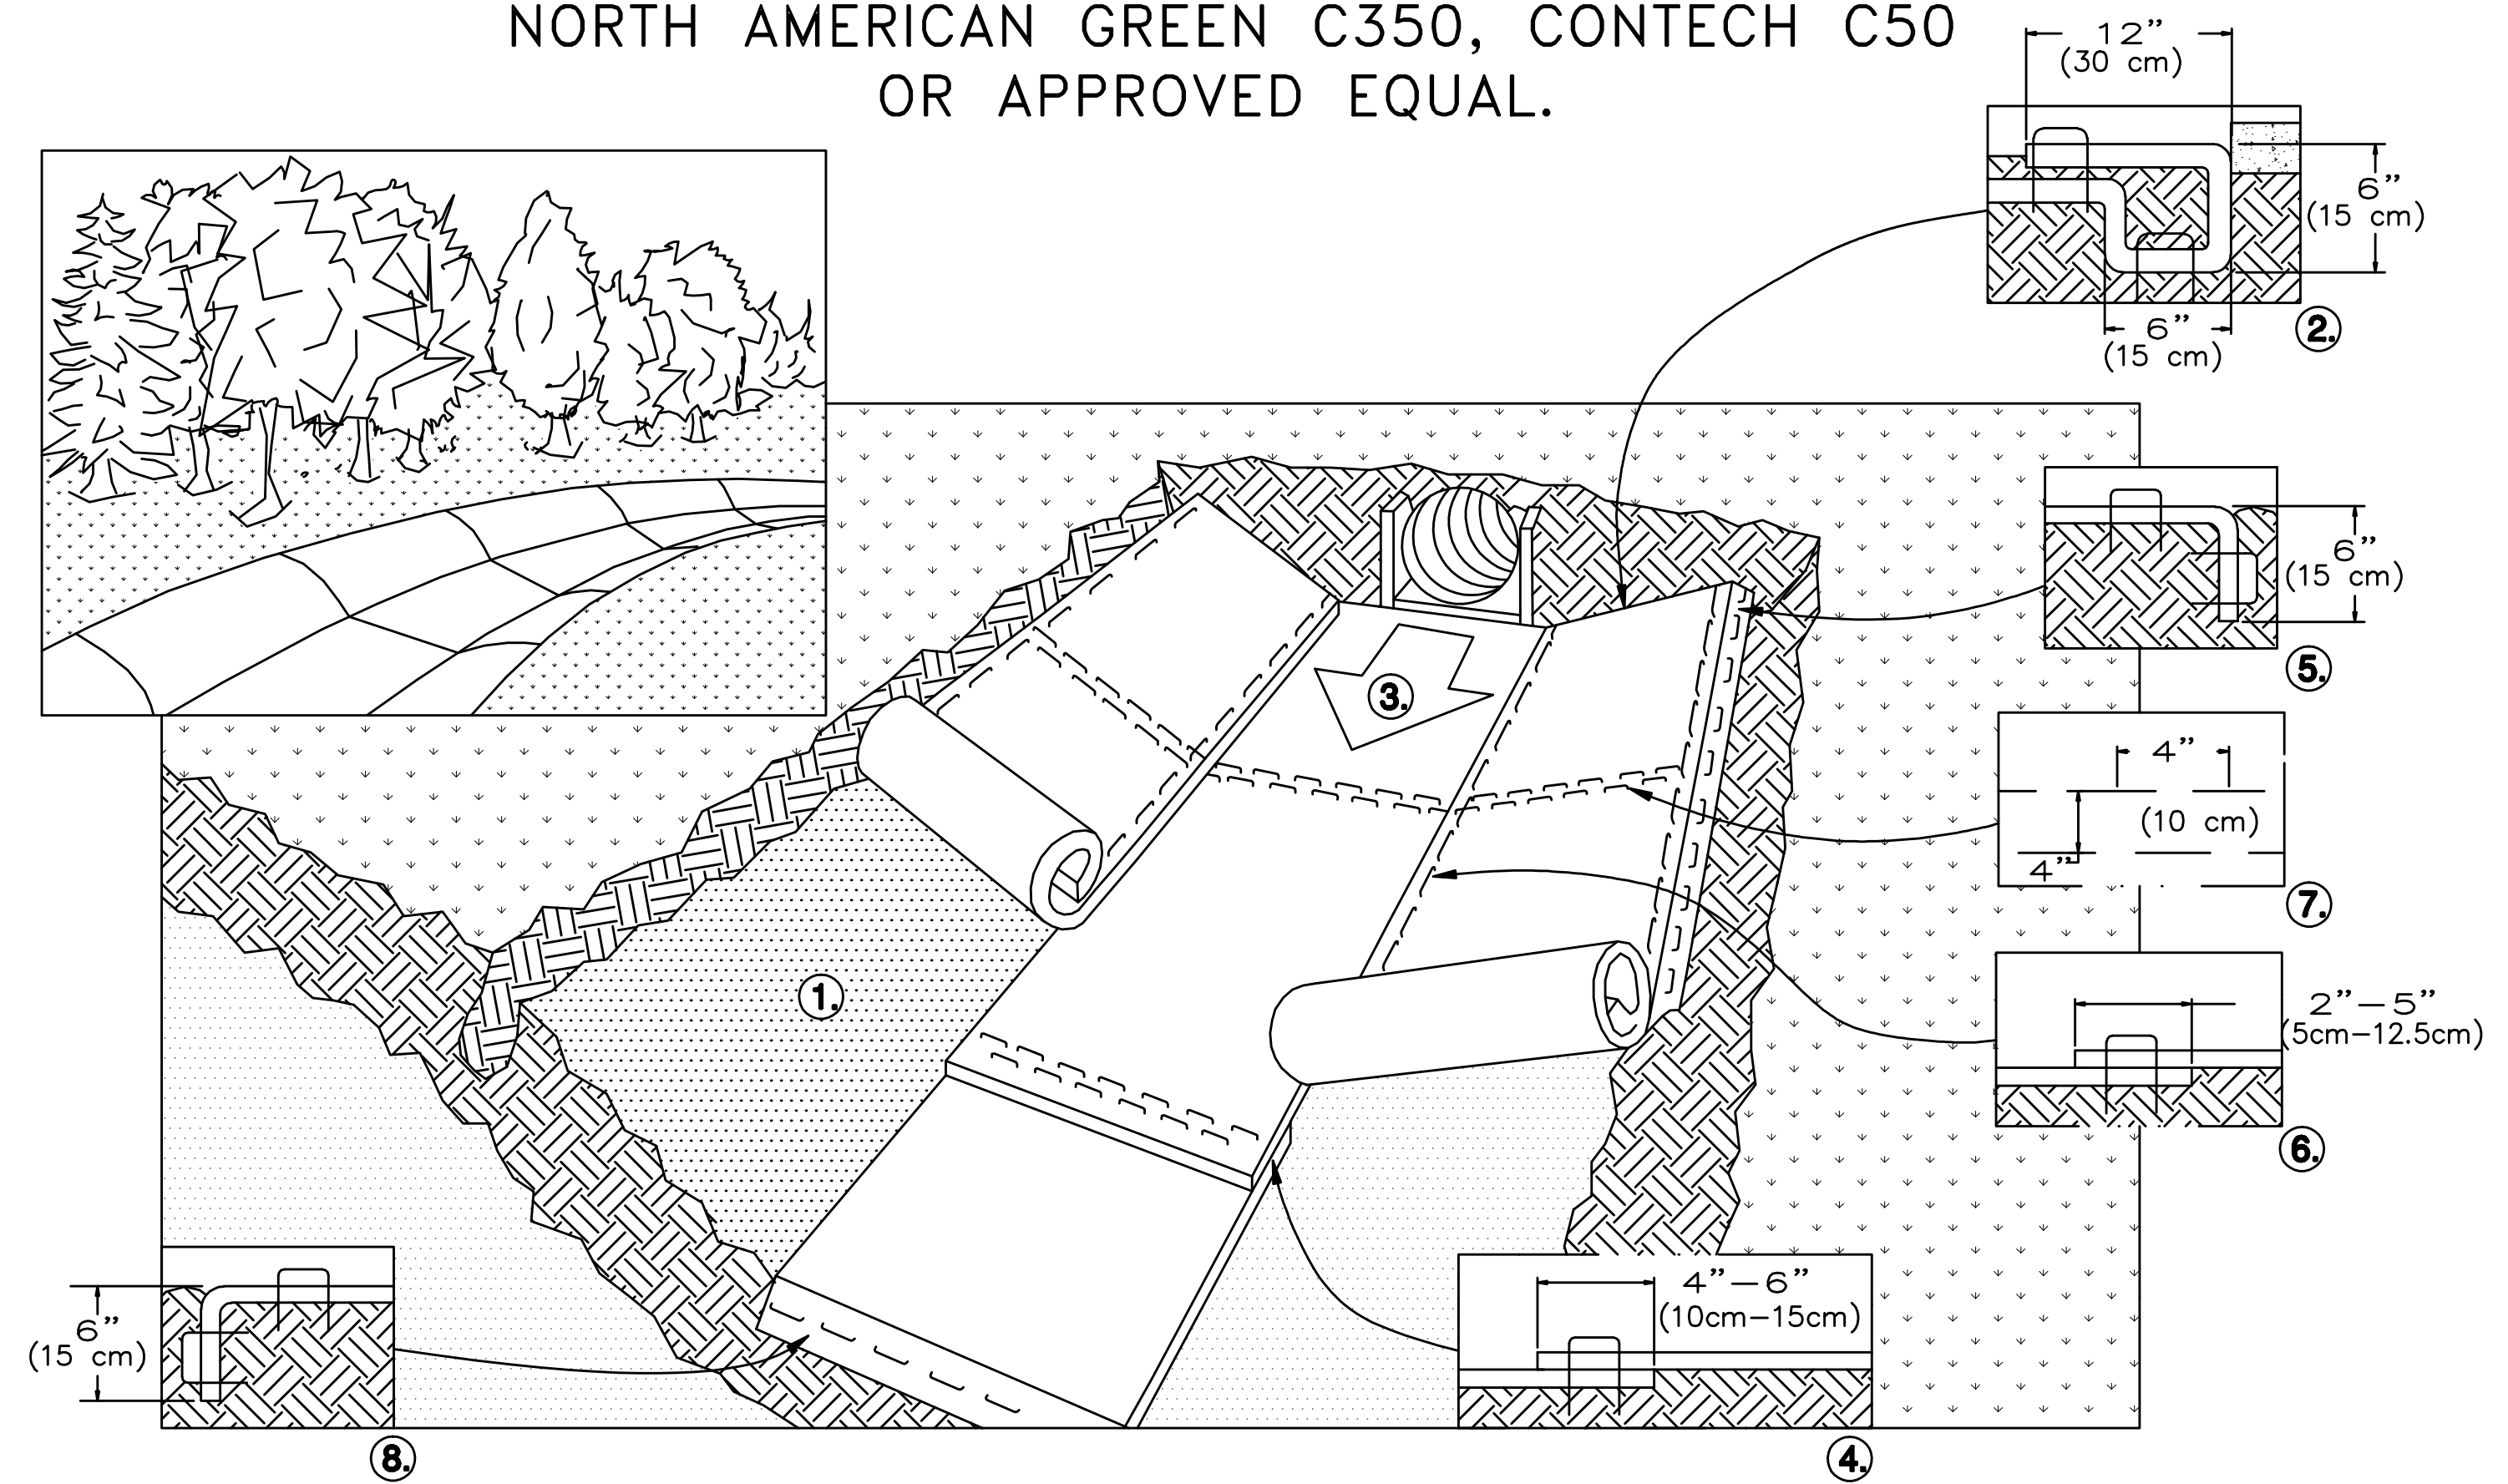 NORTH AMERICAN GREEN C350, CONTECH C50
OR APPROVED EQUAL.
12"
(30 cm)
6"
(15 cm)
6"
(15 cm)
2.
6"
(15 cm)
5.
3.
4"
(10 cm)
4"
7.
1.
2"-5"
(5cm-12.5cm)
6.
4"-6"
(10cm-15cm)
6"
(15 cm)
8.
4.